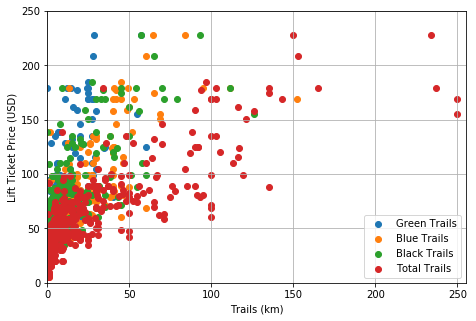 250
200
150
100
50
0
Lift Ticket Price (USD)
0
50
100
150
200
250
Trails (km)
Green Trails
Blue Trails
Black Trails
Total Trails